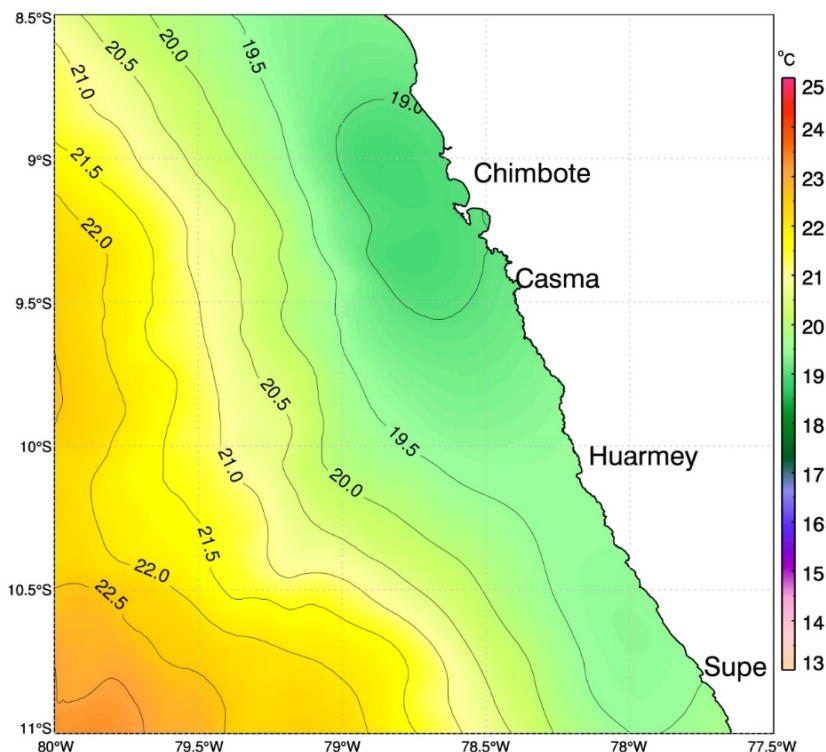 8.5°S
9°S
9.5°S
10°S
10.5°S
11°S
80°W
79.5°W
79°W
78.5°W
78°W
77.5°W
21.0
20.5
20.0
19.5
19.0
21.5
22.0
20.5
19.5
21.0
20.0
21.5
22.0
22.5
Chimbote
Casma
Huarmey
Supe
°C
25
24
23
22
21
20
19
18
17
16
15
14
13